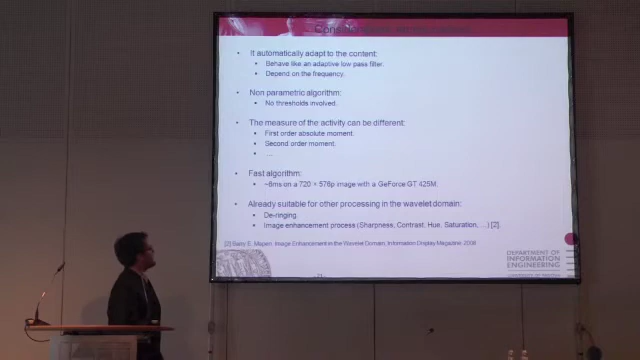 • It automatically adapt to the content:
• Behave like an adaptive low pass filter.
• Depend on the frequency.
• Non parametric algorithm:
• No thresholds involved.
• The measure of the activity can be different:
• First order absolute moment.
• Second order moment.
• ...
• Fast algorithm:
• ~6ms on a 720 × 576p image with a GeForce GT 425M.
• Already suitable for other processing in the wavelet domain:
• De-ringing.
• Image enhancement process (Sharpness, Contrast, Hue, Saturation, ...) [2].
[2] Barry E. Mapen, Image Enhancement in the Wavelet Domain, Information Display Magazine, 2008
DEPARTMENT OF
INFORMATION
ENGINEERING